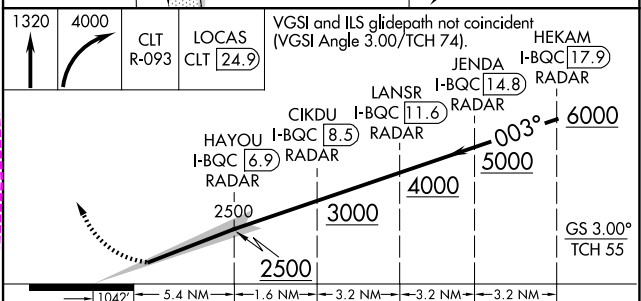 1320
4000
CLT
R-093
LOCAS
CLT 24.9
VGSI and ILS glidepath not coincident
(VGSI Angle 3.00/TCH 74).
HEKAM
I-BQC 17.9
RADAR
JENDA
I-BQC 14.8
RADAR
LANSR
I-BQC 11.6
RADAR
CIKDU
I-BQC 8.5
RADAR
HAYOU
I-BQC 6.9
RADAR
003°
6000
5000
4000
3000
2500
2500
GS 3.00°
TCH 55
1042'
5.4 NM
1.6 NM
3.2 NM
3.2 NM
3.2 NM